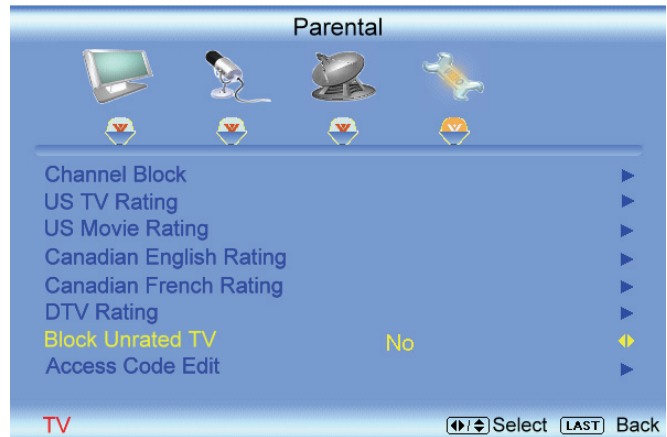 Parental
Channel Block
US TV Rating
US Movie Rating
Canadian English Rating
Canadian French Rating
DTV Rating
Block Unrated TV No
Access Code Edit
TV Select LAST Back